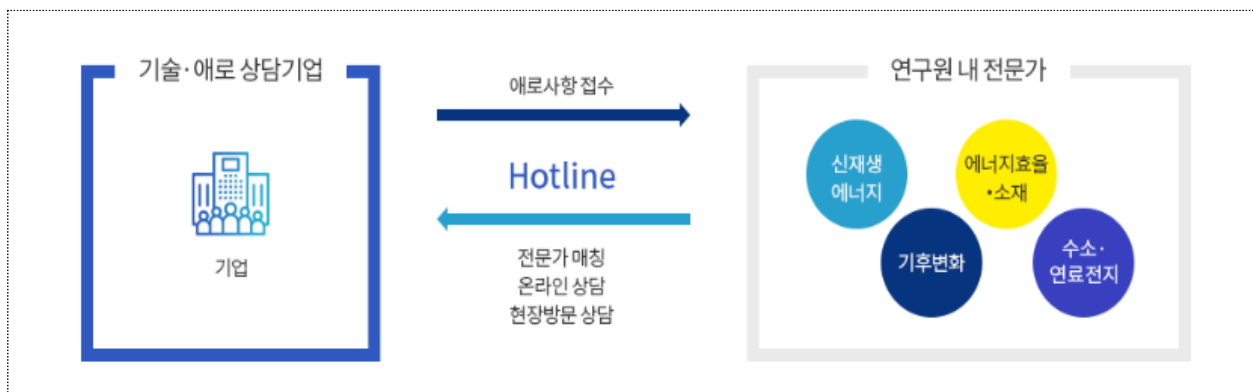 기술·애로 상담기업
기업
애로사항 접수
Hotline
전문가 매칭
온라인 상담
현장방문 상담
연구원 내 전문가
신재생
에너지
에너지효율
•소재
기후변화
수소·
연료전지